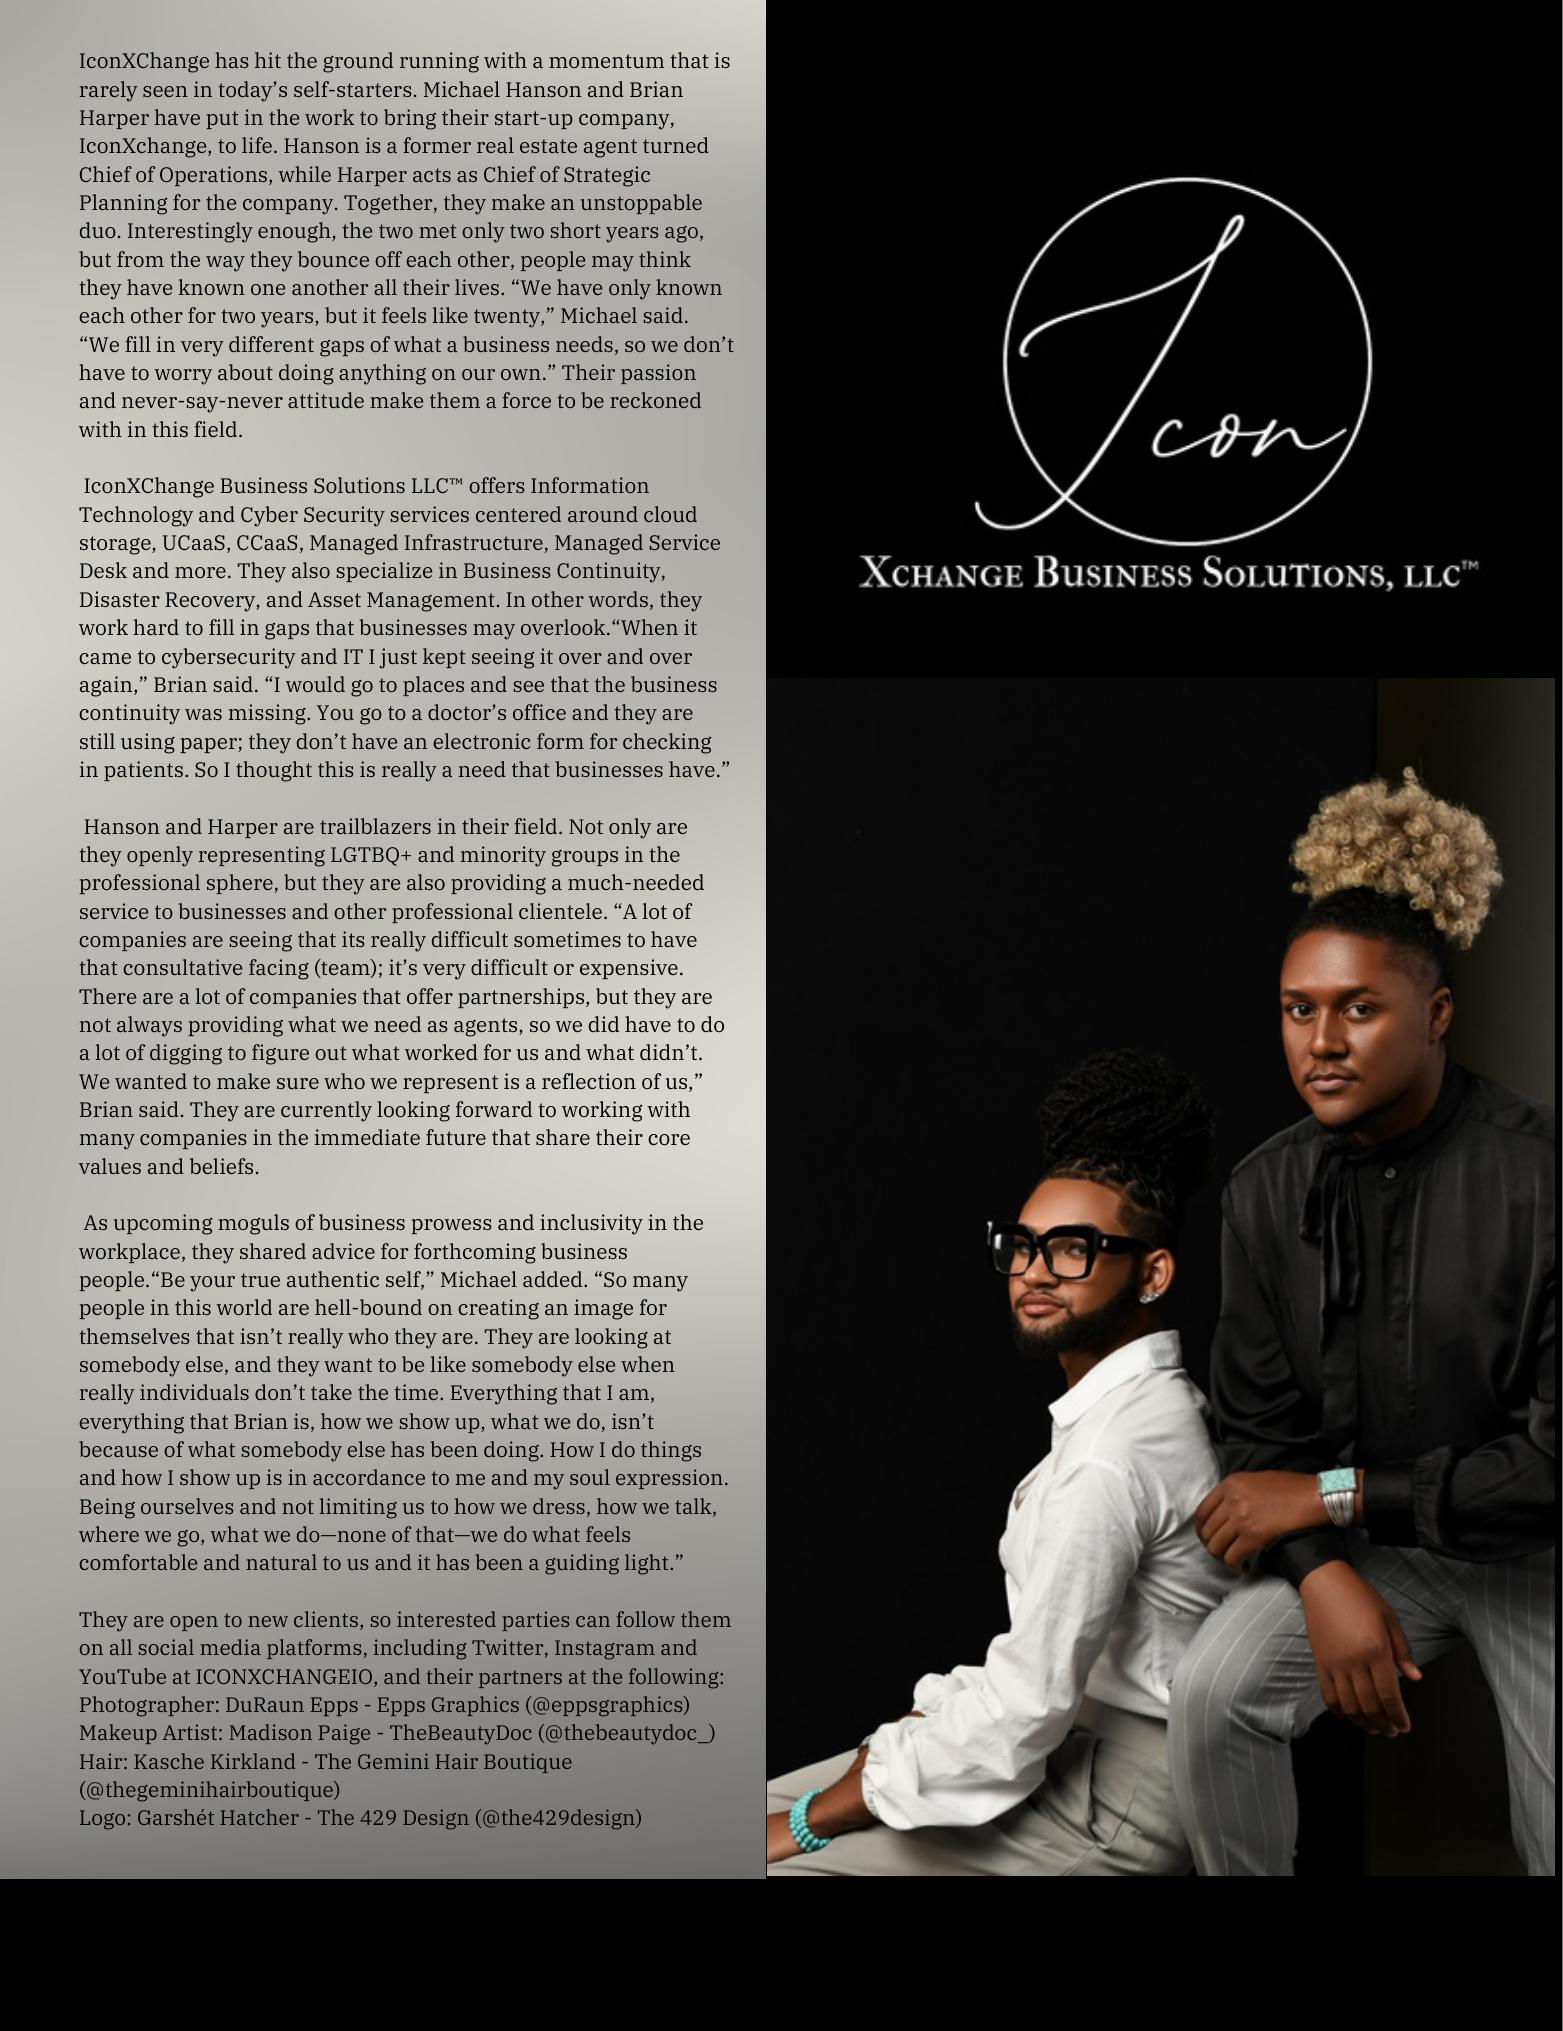 IconXChange has hit the ground running with a momentum that is
rarely seen in today’s self-starters. Michael Hanson and Brian
Harper have put in the work to bring their start-up company,
IconXchange, to life. Hanson is a former real estate agent turned
Chief of Operations, while Harper acts as Chief of Strategic
Planning for the company. Together, they make an unstoppable
duo. Interestingly enough, the two met only two short years ago,
but from the way they bounce off each other, people may think
they have known one another all their lives. “We have only known
each other for two years, but it feels like twenty,” Michael said.
“We fill in very different gaps of what a business needs, so we don’t
have to worry about doing anything on our own.” Their passion
and never-say-never attitude make them a force to be reckoned
with in this field.
IconXChange Business Solutions LLC™ offers Information
Technology and Cyber Security services centered around cloud
storage, UCaaS, CCaaS, Managed Infrastructure, Managed Service
Desk and more. They also specialize in Business Continuity,
Disaster Recovery, and Asset Management. In other words, they
work hard to fill in gaps that businesses may overlook.“When it
came to cybersecurity and IT I just kept seeing it over and over
again,” Brian said. “I would go to places and see that the business
continuity was missing. You go to a doctor’s office and they are
still using paper; they don’t have an electronic form for checking
in patients. So I thought this is really a need that businesses have.”
Hanson and Harper are trailblazers in their field. Not only are
they openly representing LGTBQ+ and minority groups in the
professional sphere, but they are also providing a much-needed
service to businesses and other professional clientele. “A lot of
companies are seeing that its really difficult sometimes to have
that consultative facing (team); it’s very difficult or expensive.
There are a lot of companies that offer partnerships, but they are
not always providing what we need as agents, so we did have to do
a lot of digging to figure out what worked for us and what didn’t.
We wanted to make sure who we represent is a reflection of us,”
Brian said. They are currently looking forward to working with
many companies in the immediate future that share their core
values and beliefs.
As upcoming moguls of business prowess and inclusivity in the
workplace, they shared advice for forthcoming business
people.“Be your true authentic self,” Michael added. “So many
people in this world are hell-bound on creating an image for
themselves that isn’t really who they are. They are looking at
somebody else, and they want to be like somebody else when
really individuals don’t take the time. Everything that I am,
everything that Brian is, how we show up, what we do, isn’t
because of what somebody else has been doing. How I do things
and how I show up is in accordance to me and my soul expression.
Being ourselves and not limiting us to how we dress, how we talk,
where we go, what we do—none of that—we do what feels
comfortable and natural to us and it has been a guiding light.”
They are open to new clients, so interested parties can follow them
on all social media platforms, including Twitter, Instagram and
YouTube at ICONXCHANGEIO, and their partners at the following:
Photographer: DuRaun Epps - Epps Graphics (@eppsgraphics)
Makeup Artist: Madison Paige - TheBeautyDoc (@thebeautydoc_)
Hair: Kasche Kirkland - The Gemini Hair Boutique
(@thegeminihairboutique)
Logo: Garshét Hatcher - The 429 Design (@the429design)
Icon
Xchange Business Solutions, LLC™